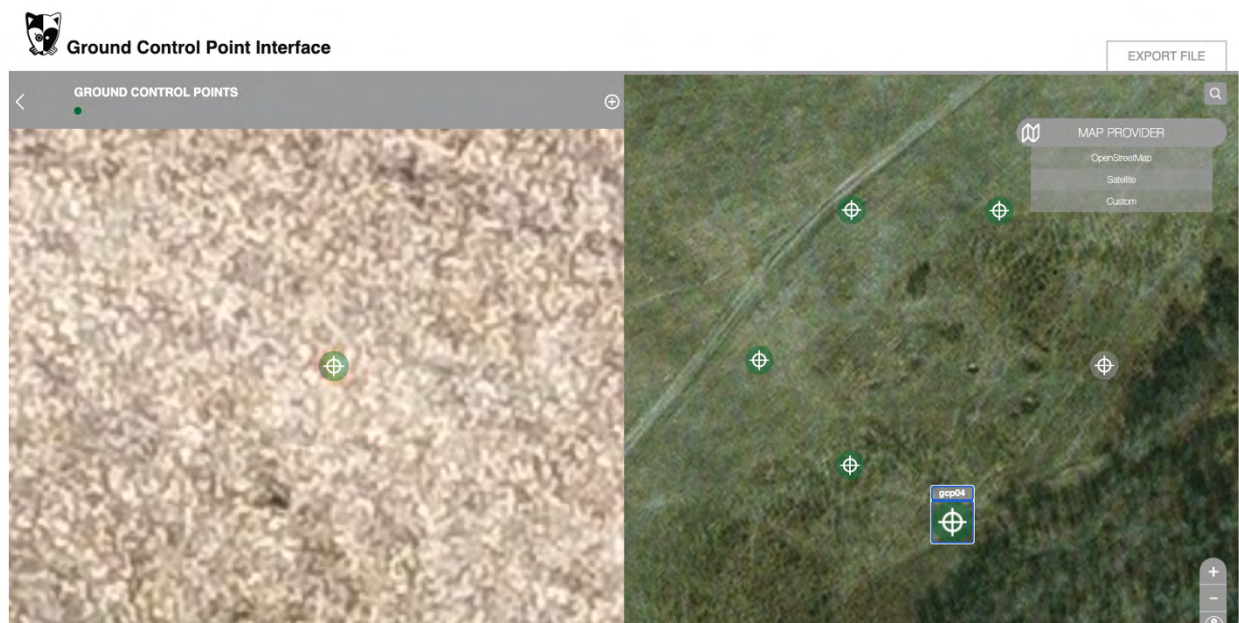 Ground Control Point Interface
EXPORT FILE
GROUND CONTROL POINTS
MAP PROVIDER
OpenStreetMap
Satellite
Custom
gcp04
+
−